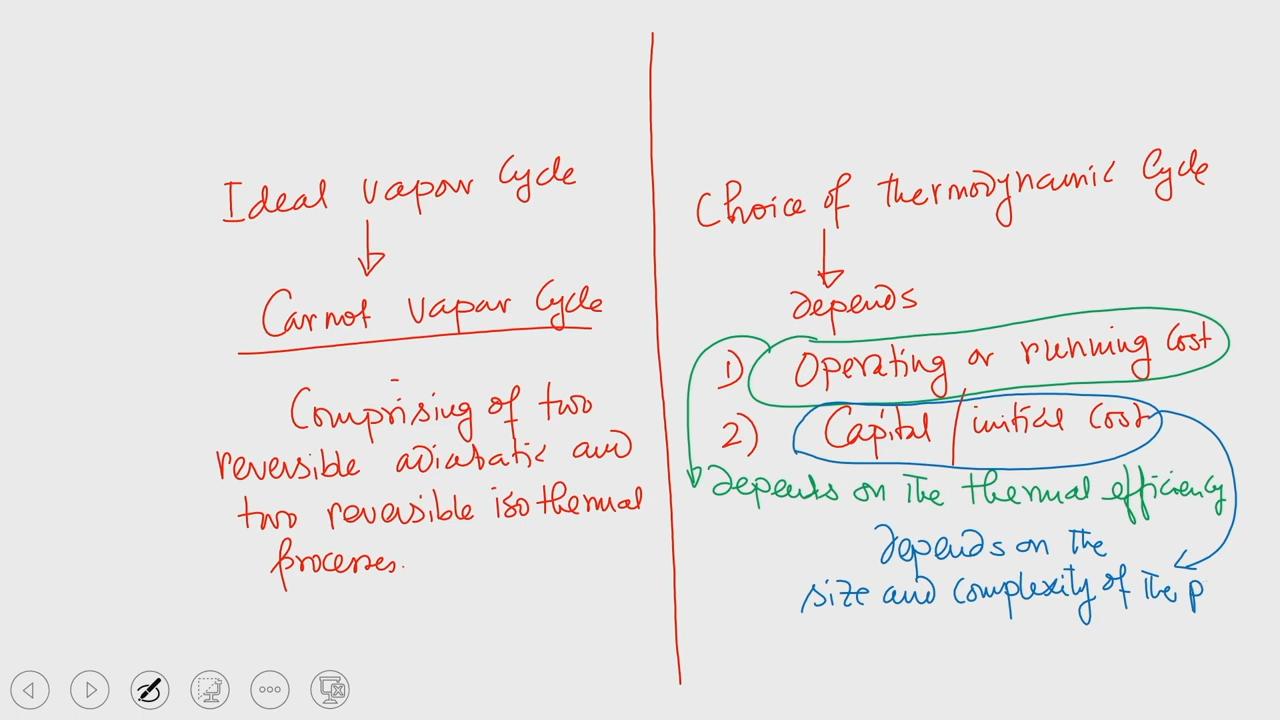 Ideal vapour Cycle
Carnot vapour Cycle
Comprising of two
reversible adiabatic and
two reversible isothermal
processes.
Choice of thermodynamic Cycle
depends
1) Operating or running cost
2) Capital / initial cost
depends on the thermal efficiency
depends on the
size and complexity of the p